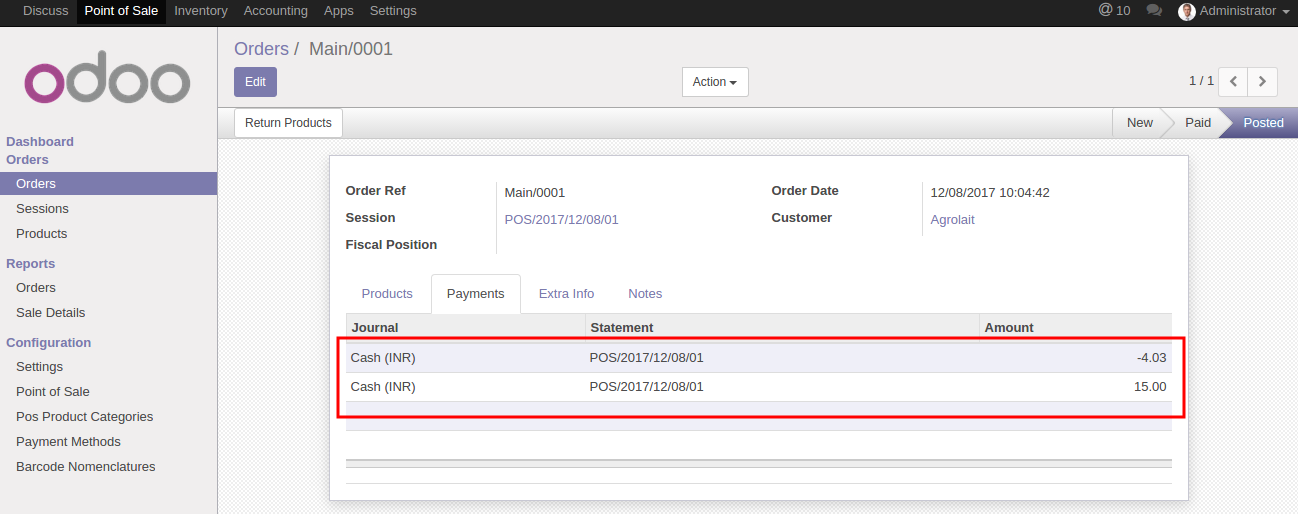 Discuss Point of Sale Inventory Accounting Apps Settings @ 10 Administrator
odoo
Orders / Main/0001
Edit Action 1 / 1
Return Products New Paid Posted
Dashboard
Orders
Orders
Sessions
Products
Reports
Orders
Sale Details
Configuration
Settings
Point of Sale
Pos Product Categories
Payment Methods
Barcode Nomenclatures
Order Ref Main/0001 Order Date 12/08/2017 10:04:42
Session POS/2017/12/08/01 Customer Agrolait
Fiscal Position
Products Payments Extra Info Notes
Journal Statement Amount
Cash (INR) POS/2017/12/08/01 -4.03
Cash (INR) POS/2017/12/08/01 15.00